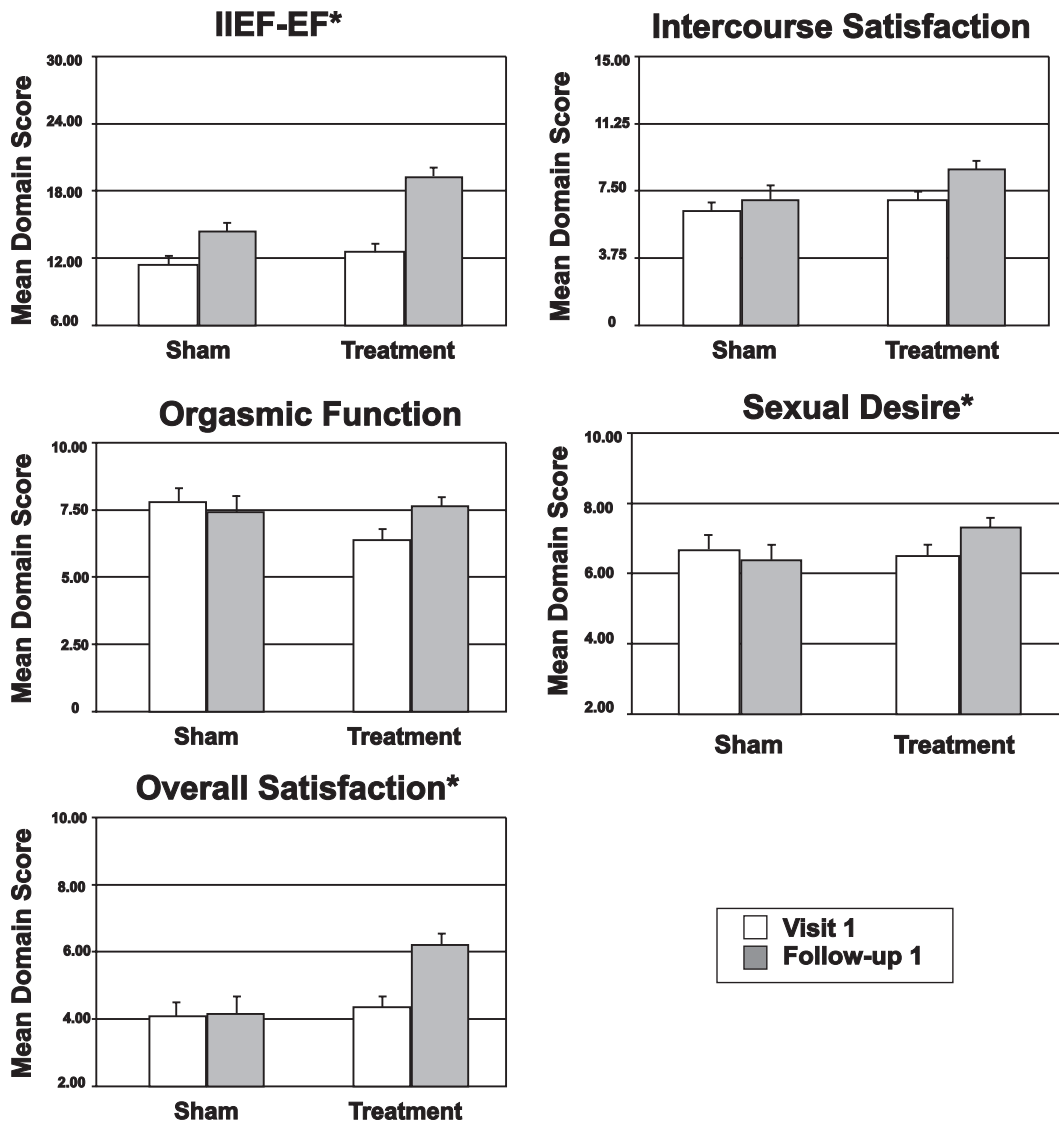 IIEF-EF*
Mean Domain Score
30.00
24.00
18.00
12.00
6.00
Sham Treatment
Intercourse Satisfaction
Mean Domain Score
15.00
11.25
7.50
3.75
0
Sham Treatment
Orgasmic Function
Mean Domain Score
10.00
7.50
5.00
2.50
0
Sham Treatment
Sexual Desire*
Mean Domain Score
10.00
8.00
6.00
4.00
2.00
Sham Treatment
Overall Satisfaction*
Mean Domain Score
10.00
8.00
6.00
4.00
2.00
Sham Treatment
Visit 1
Follow-up 1